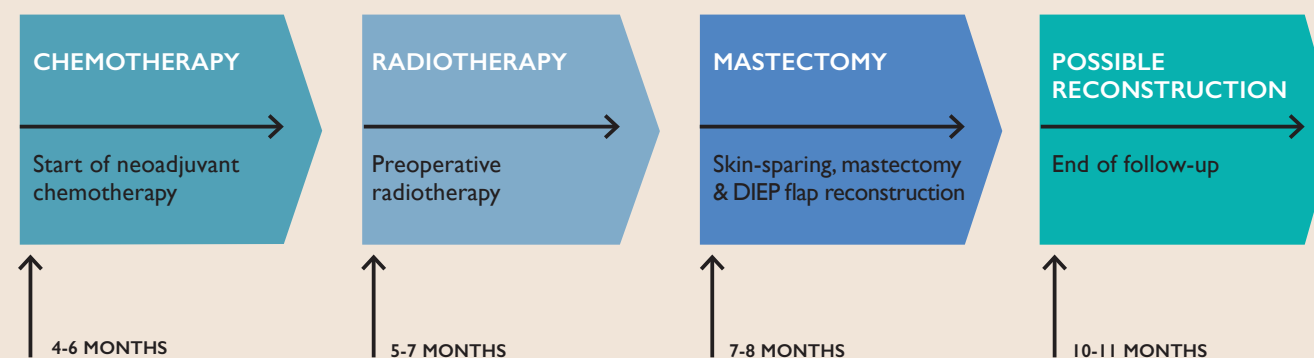 CHEMOTHERAPY
Start of neoadjuvant
chemotherapy
4-6 MONTHS
RADIOTHERAPY
Preoperative
radiotherapy
5-7 MONTHS
MASTECTOMY
Skin-sparing, mastectomy
& DIEP flap reconstruction
7-8 MONTHS
POSSIBLE
RECONSTRUCTION
End of follow-up
10-11 MONTHS